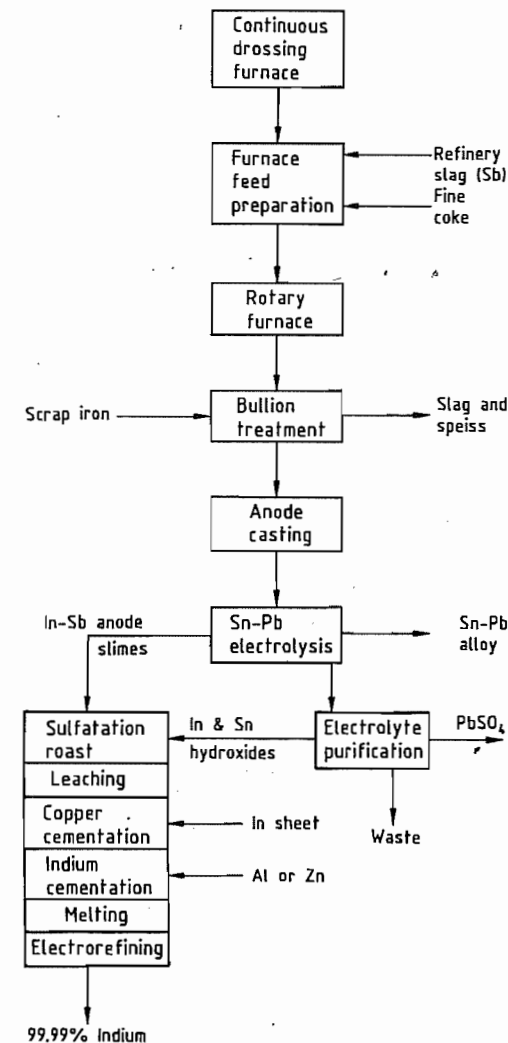 Continuous
drossing
furnace
Furnace
feed
preparation
Refinery
slag (Sb)
Fine
coke
Rotary
furnace
Scrap iron
Bullion
treatment
Slag and
speiss
Anode
casting
In-Sb anode
slimes
Sn-Pb
electrolysis
Sn-Pb
alloy
Sulfatation
roast
In & Sn
hydroxides
Electrolyte
purification
PbSO₄
Leaching
Copper
cementation
In sheet
Waste
Indium
cementation
Al or Zn
Melting
Electrorefining
99.99% Indium